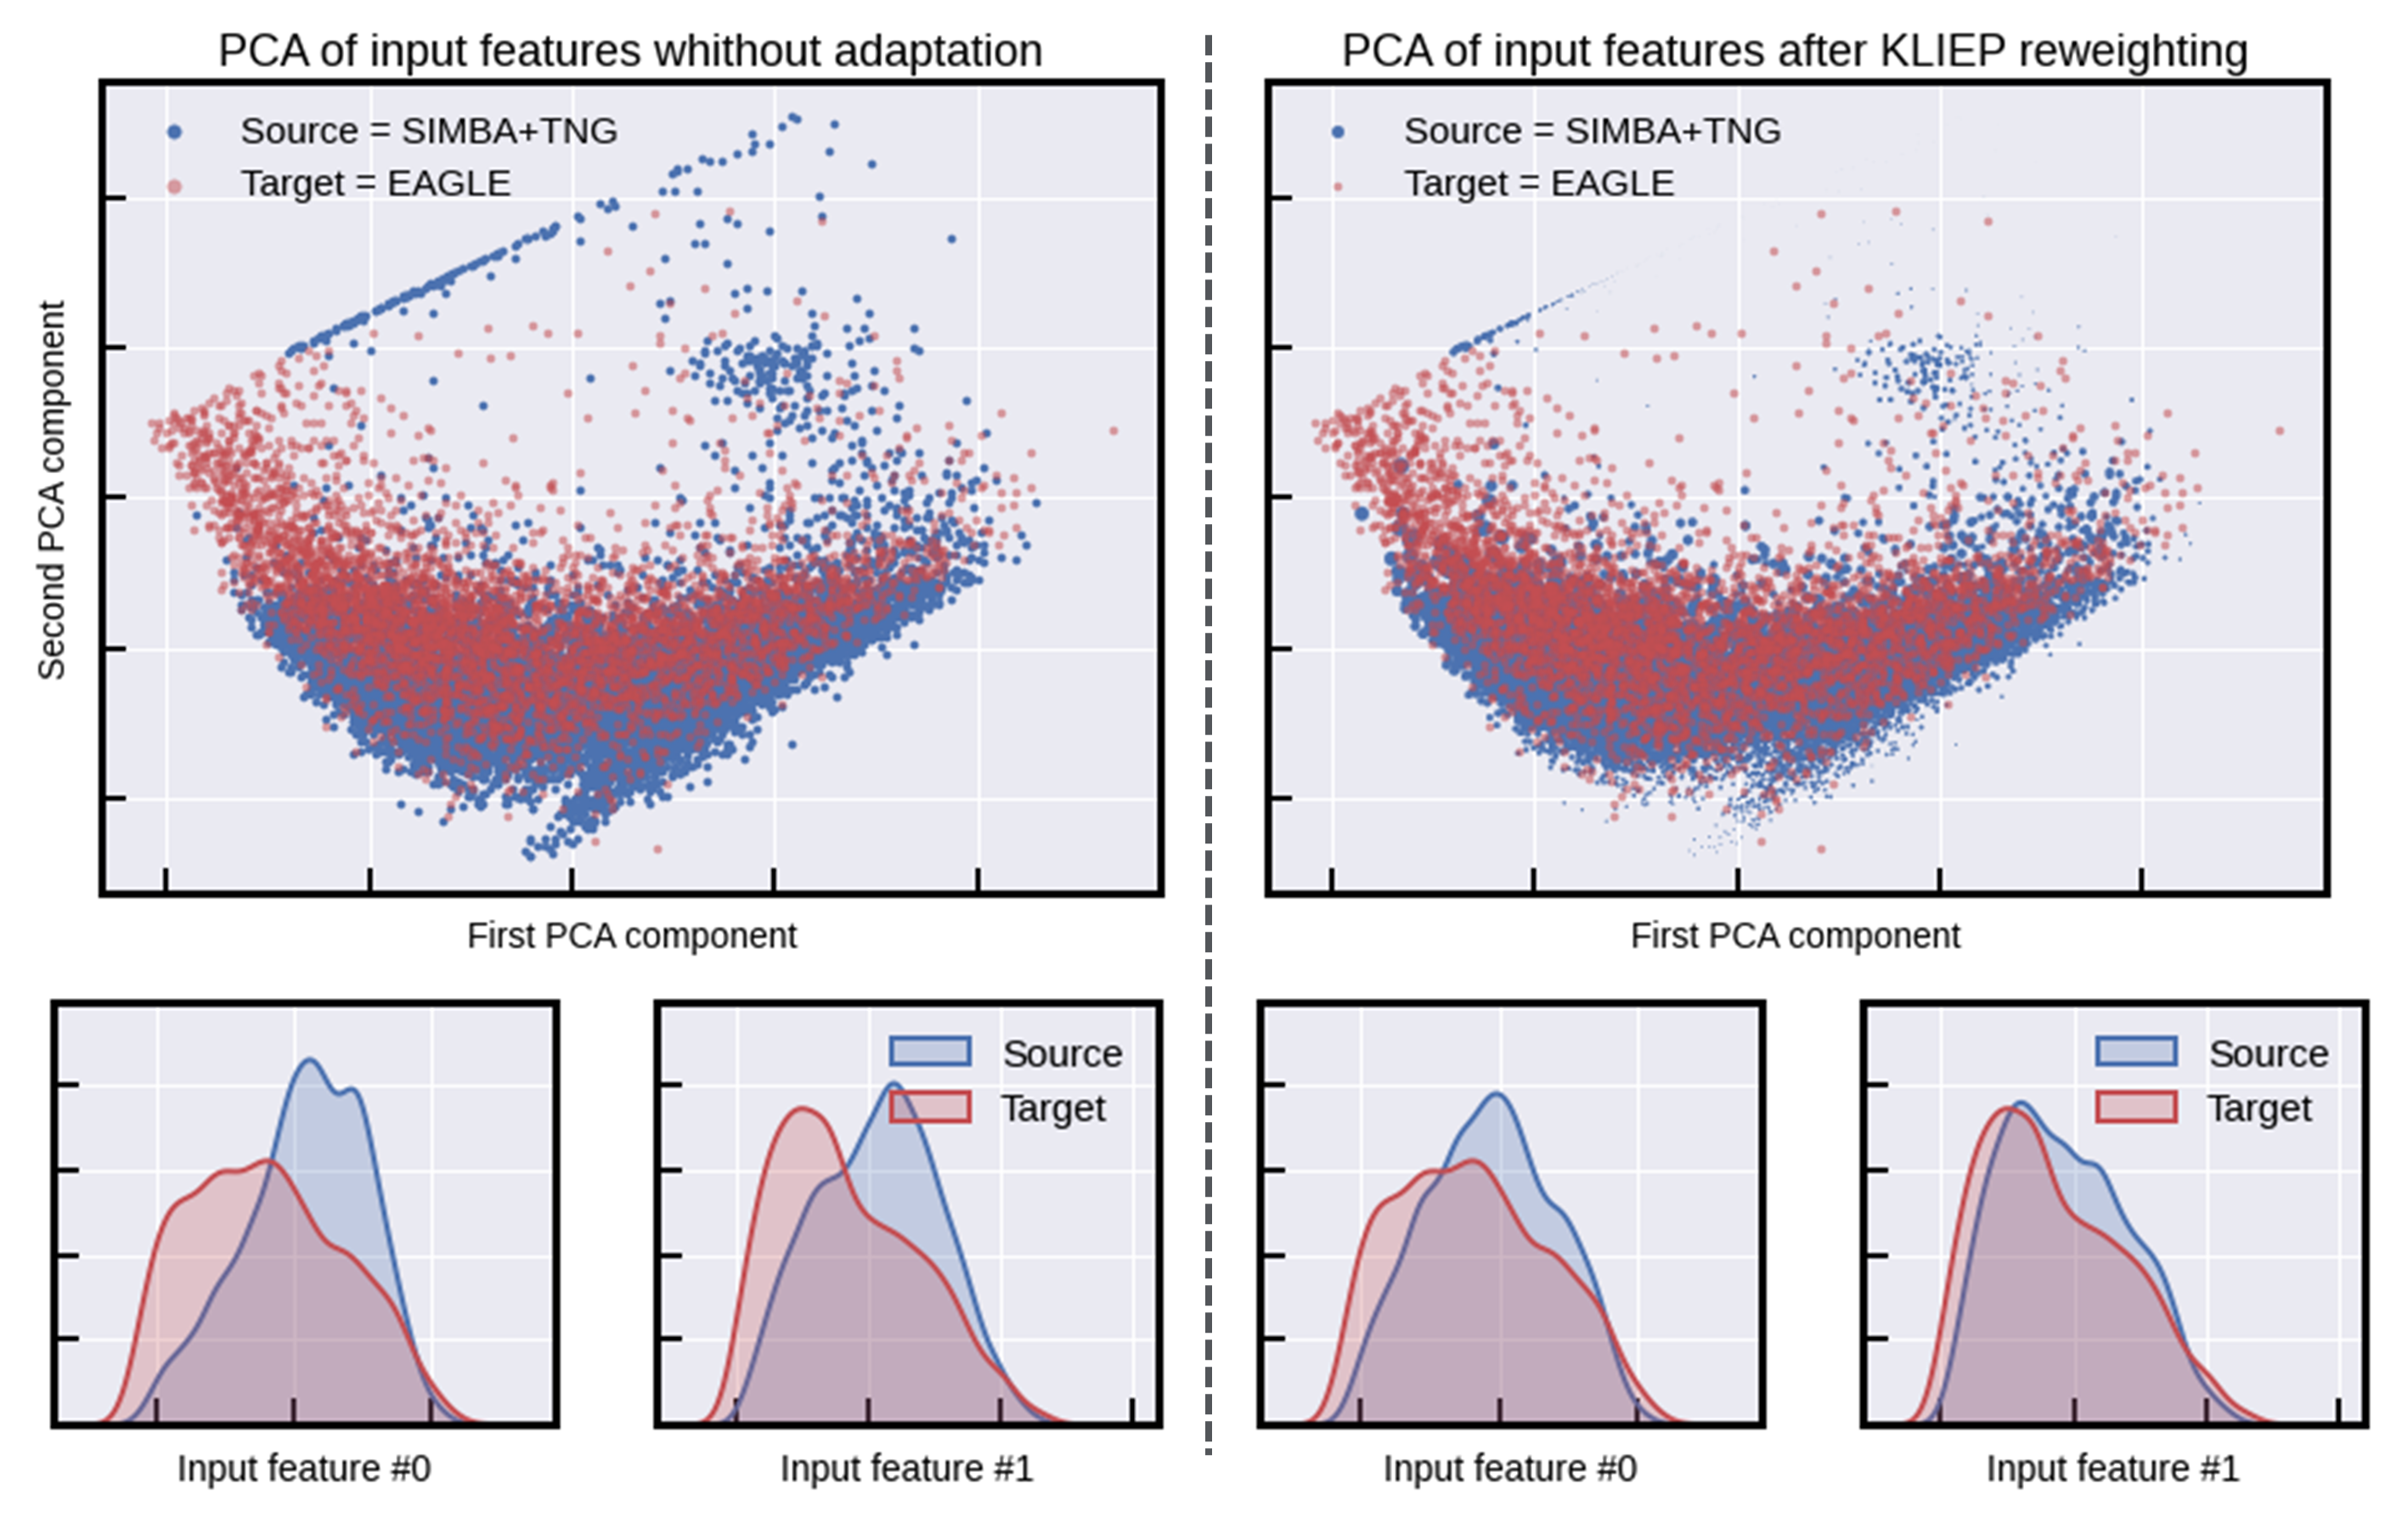 PCA of input features whithout adaptation
Source = SIMBA+TNG
Target = EAGLE
Second PCA component
First PCA component
Source
Target
Input feature #0
Input feature #1
PCA of input features after KLIEP reweighting
Source = SIMBA+TNG
Target = EAGLE
First PCA component
Source
Target
Input feature #0
Input feature #1